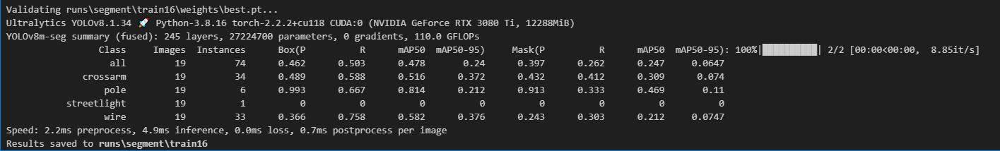 Validating runs\segment\train16\weights\best.pt...
Ultralytics YOLOv8.1.34 🚀 Python-3.8.16 torch-2.2.2+cu118 CUDA:0 (NVIDIA GeForce RTX 3080 Ti, 12288MiB)
YOLOv8m-seg summary (fused): 245 layers, 27224700 parameters, 0 gradients, 110.0 GFLOPs
Class Images Instances Box(P R mAP50 mAP50-95) Mask(P R mAP50 mAP50-95): 100%|██████████| 2/2 [00:00<00:00, 8.85it/s]
all 19 74 0.462 0.503 0.478 0.24 0.397 0.262 0.247 0.0647
crossarm 19 34 0.489 0.588 0.516 0.372 0.432 0.412 0.309 0.074
pole 19 6 0.993 0.667 0.814 0.212 0.913 0.333 0.469 0.11
streetlight 19 1 0 0 0 0 0 0 0 0
wire 19 33 0.366 0.758 0.582 0.376 0.243 0.303 0.212 0.0747
Speed: 2.2ms preprocess, 4.9ms inference, 0.0ms loss, 0.7ms postprocess per image
Results saved to runs\segment\train16